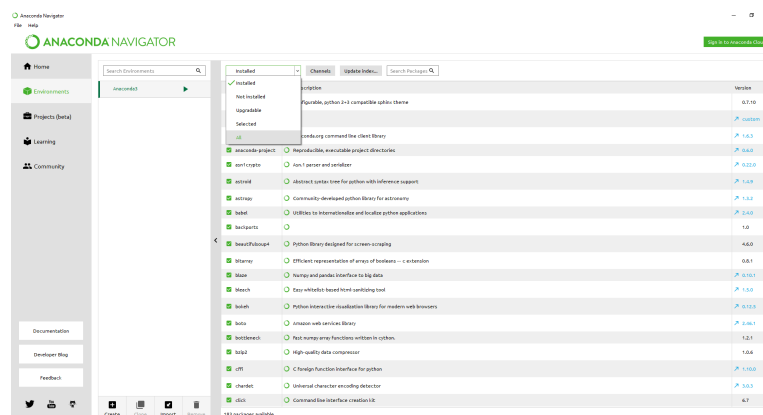 Anaconda Navigator
File Help
ANACONDA NAVIGATOR
Sign in to Anaconda Clou
Home
Environments
Projects (beta)
Learning
Community
Documentation
Developer Blog
Feedback
Search Environments
Anaconda3
Create Clone Import Remove
Installed
Channels
Update index...
Search Packages
Installed
Not installed
Upgradable
Selected
All
scription Version
figurable, python 2+3 compatible sphinx theme 0.7.10
custom
conda.org command line client library 1.6.3
anaconda-project Reproducible, executable project directories 0.6.0
asn1crypto Asn.1 parser and serializer 0.22.0
astroid Abstract syntax tree for python with inference support 1.4.9
astropy Community-developed python library for astronomy 1.3.2
babel Utilities to internationalize and localize python applications 2.4.0
backports 1.0
beautifulsoup4 Python library designed for screen-scraping 4.6.0
bitarray Efficient representation of arrays of booleans -- c extension 0.8.1
blaze Numpy and pandas interface to big data 0.10.1
bleach Easy whitelist-based html-sanitizing tool 1.5.0
bokeh Python interactive visualization library for modern web browsers 0.12.5
boto Amazon web services library 2.46.1
bottleneck Fast numpy array functions written in cython. 1.2.1
bzip2 High-quality data compressor 1.0.6
cffi C foreign function interface for python 1.10.0
chardet Universal character encoding detector 3.0.3
click Command line interface creation kit 6.7
packages available